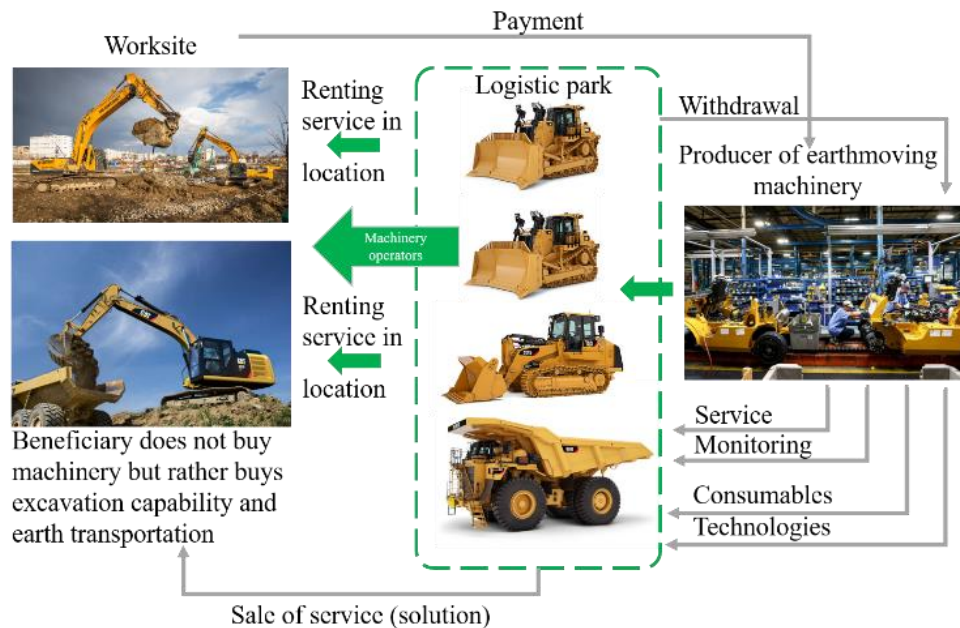 Payment
Worksite
Logistic park
Renting
service in
location
Withdrawal
Producer of earthmoving
machinery
Machinery
operators
Renting
service in
location
Service
Monitoring
Consumables
Technologies
Beneficiary does not buy
machinery but rather buys
excavation capability and
earth transportation
Sale of service (solution)